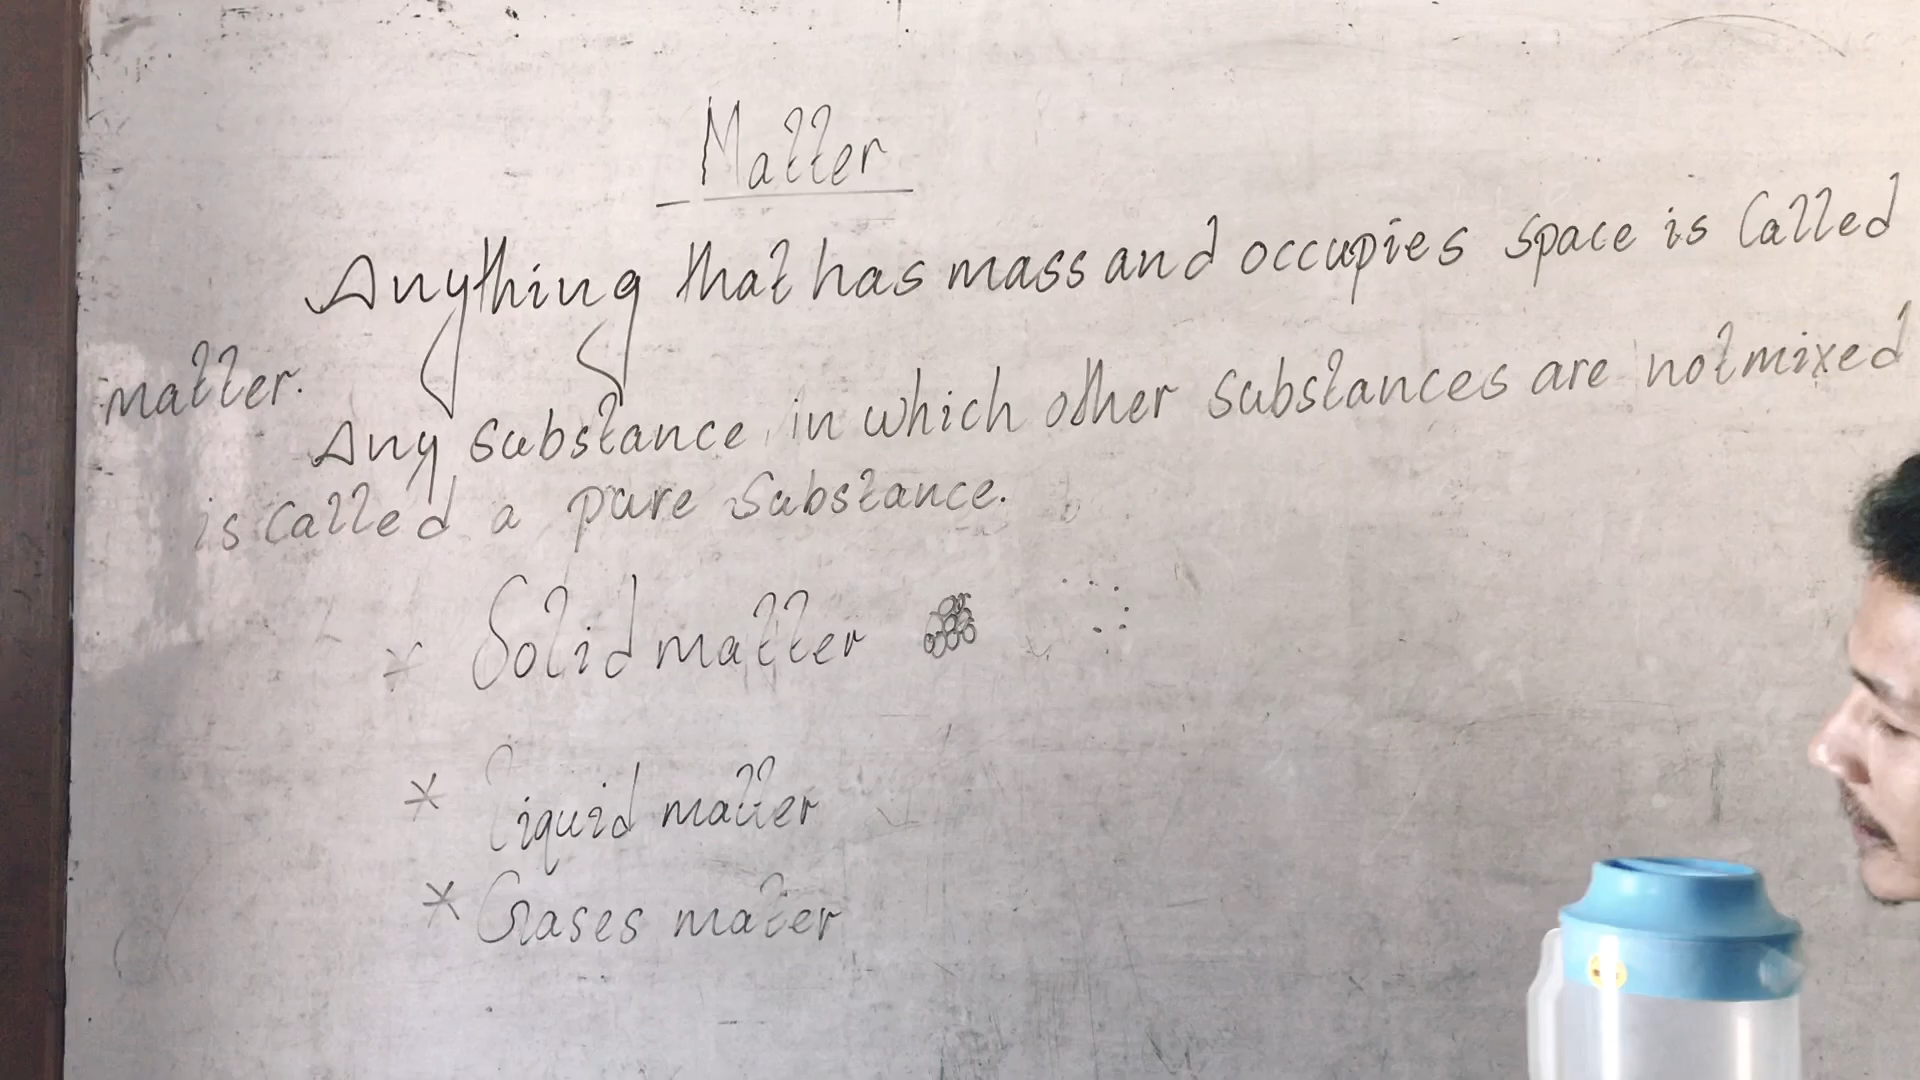 Matter
Anything that has mass and occupies space is called
matter.
Any substance in which other substances are not mixed
is called a pure substance.
* Solid matter
* Liquid matter
* Gases mater